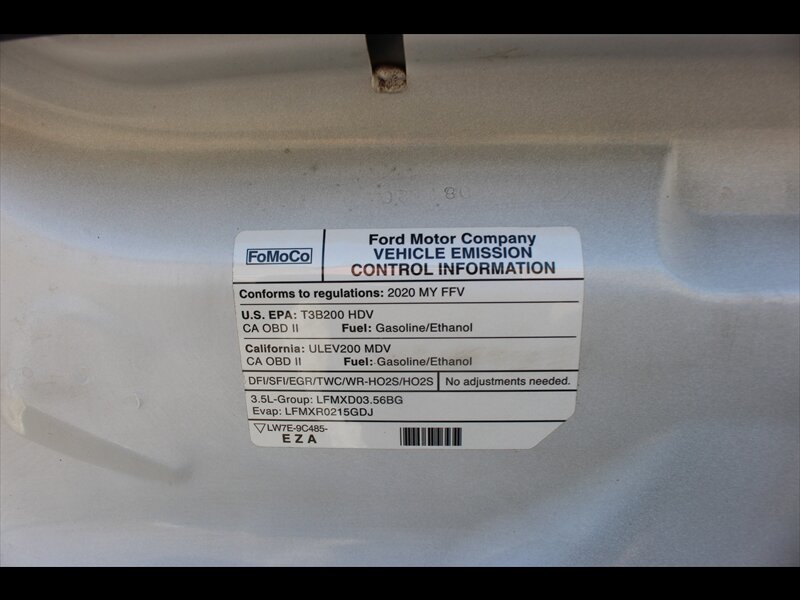 FoMoCo
Ford Motor Company
VEHICLE EMISSION
CONTROL INFORMATION
Conforms to regulations: 2020 MY FFV
U.S. EPA: T3B200 HDV
CA OBD II Fuel: Gasoline/Ethanol
California: ULEV200 MDV
CA OBD II Fuel: Gasoline/Ethanol
DFI/SFI/EGR/TWC/WR-HO2S/HO2S No adjustments needed.
3.5L-Group: LFMXD03.56BG
Evap: LFMXR0215GDJ
LW7E-9C485-
EZA